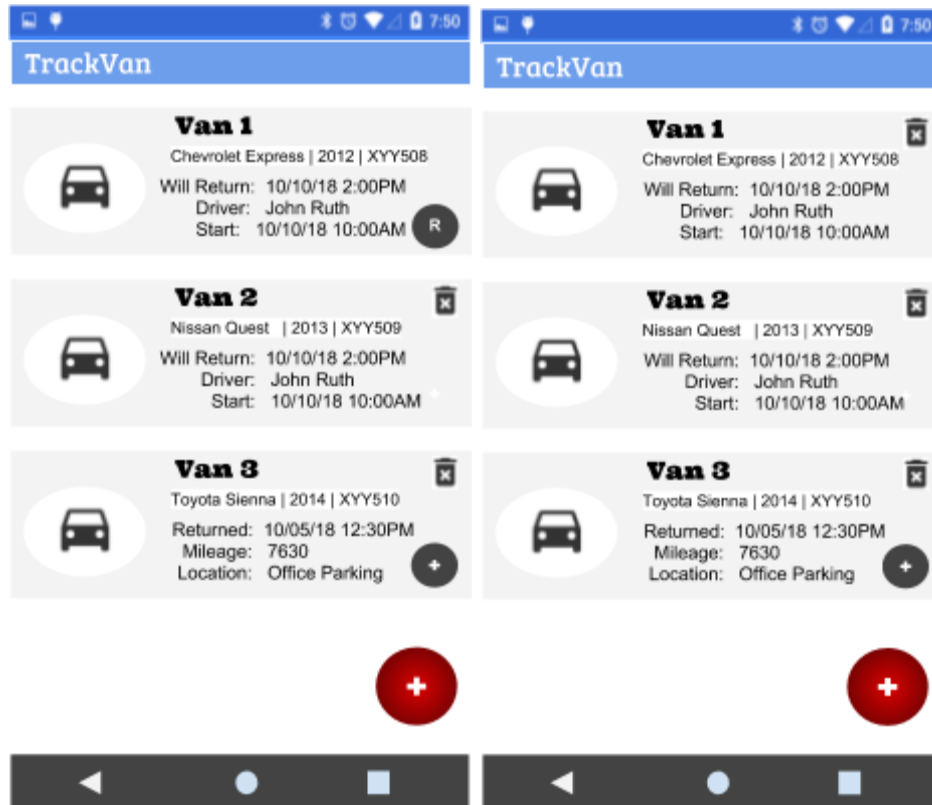 7:50
TrackVan
Van 1
Chevrolet Express | 2012 | XYY508
Will Return: 10/10/18 2:00PM
Driver: John Ruth
Start: 10/10/18 10:00AM
R
Van 2
Nissan Quest | 2013 | XYY509
Will Return: 10/10/18 2:00PM
Driver: John Ruth
Start: 10/10/18 10:00AM
Van 3
Toyota Sienna | 2014 | XYY510
Returned: 10/05/18 12:30PM
Mileage: 7630
Location: Office Parking
7:50
TrackVan
Van 1
Chevrolet Express | 2012 | XYY508
Will Return: 10/10/18 2:00PM
Driver: John Ruth
Start: 10/10/18 10:00AM
Van 2
Nissan Quest | 2013 | XYY509
Will Return: 10/10/18 2:00PM
Driver: John Ruth
Start: 10/10/18 10:00AM
Van 3
Toyota Sienna | 2014 | XYY510
Returned: 10/05/18 12:30PM
Mileage: 7630
Location: Office Parking